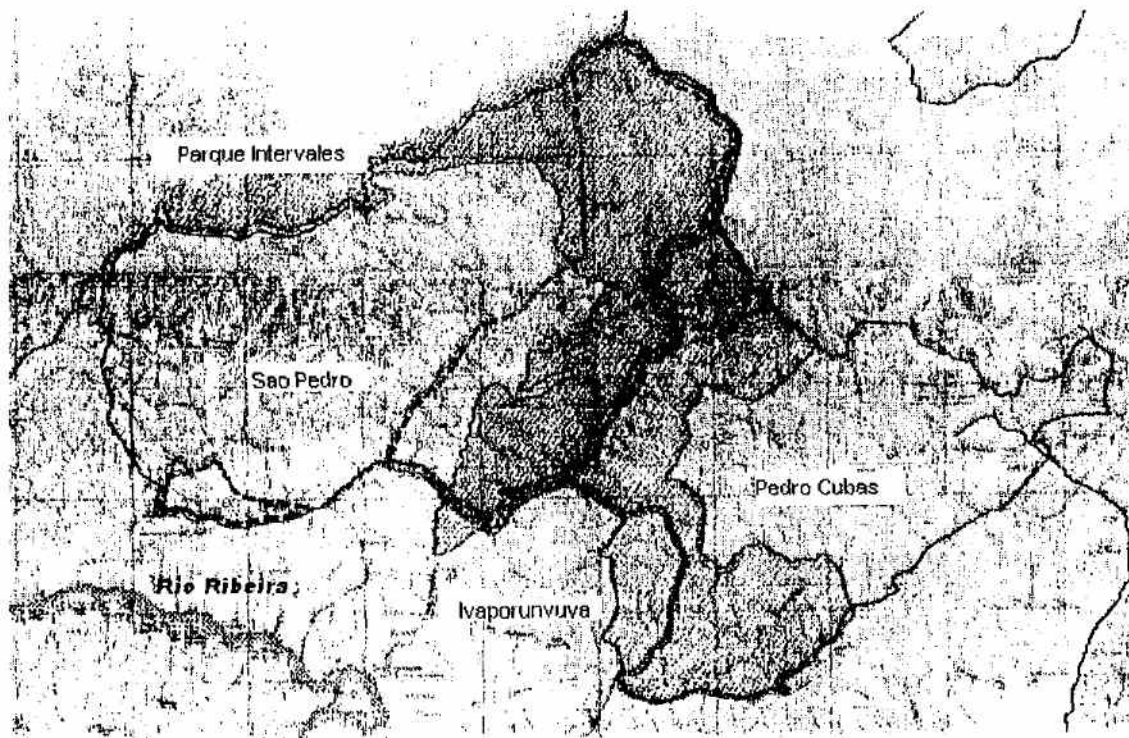 Parque Intervales
Sao Pedro
Pedro Cubas
Rio Ribeira
Ivaporunvuva